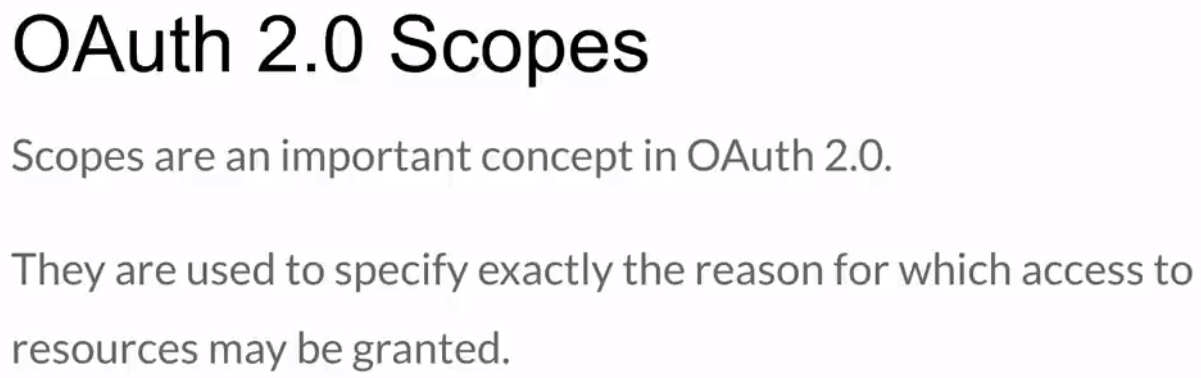 OAuth 2.0 Scopes
Scopes are an important concept in OAuth 2.0.
They are used to specify exactly the reason for which access to
resources may be granted.